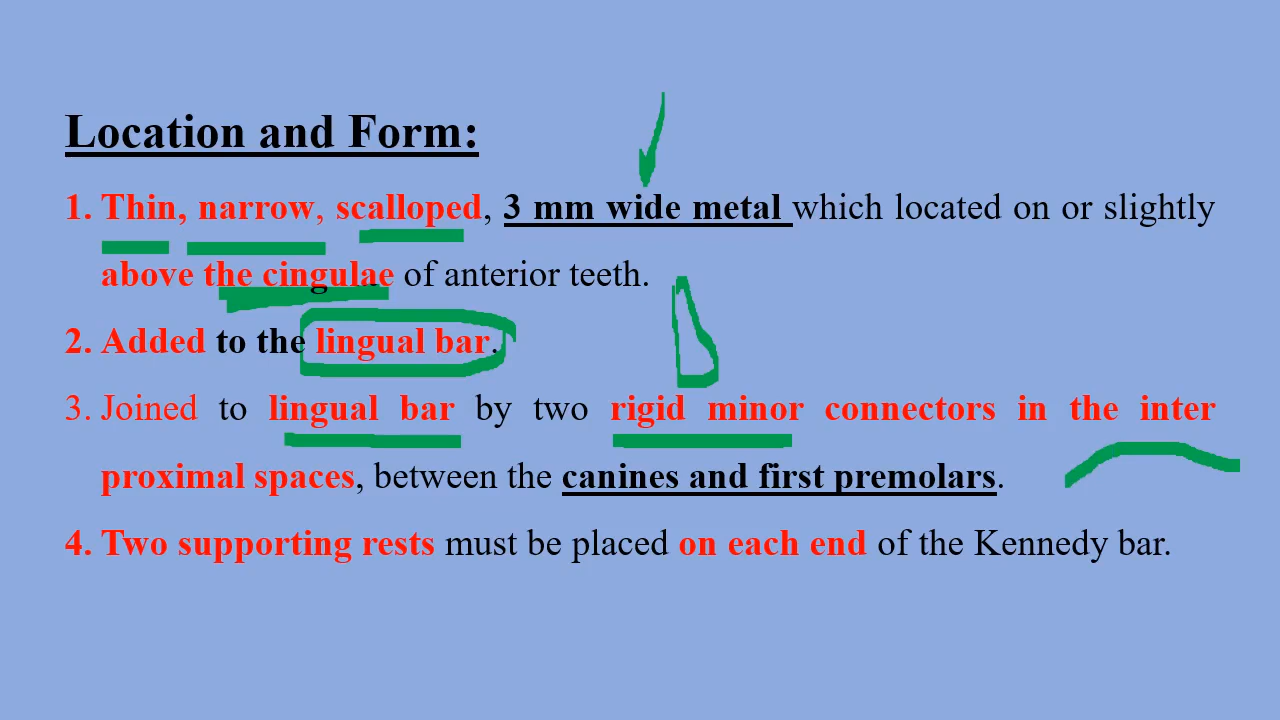 Location and Form:
1. Thin, narrow, scalloped, 3 mm wide metal which located on or slightly
above the cingulae of anterior teeth.
2. Added to the lingual bar.
3. Joined to lingual bar by two rigid minor connectors in the inter
proximal spaces, between the canines and first premolars.
4. Two supporting rests must be placed on each end of the Kennedy bar.